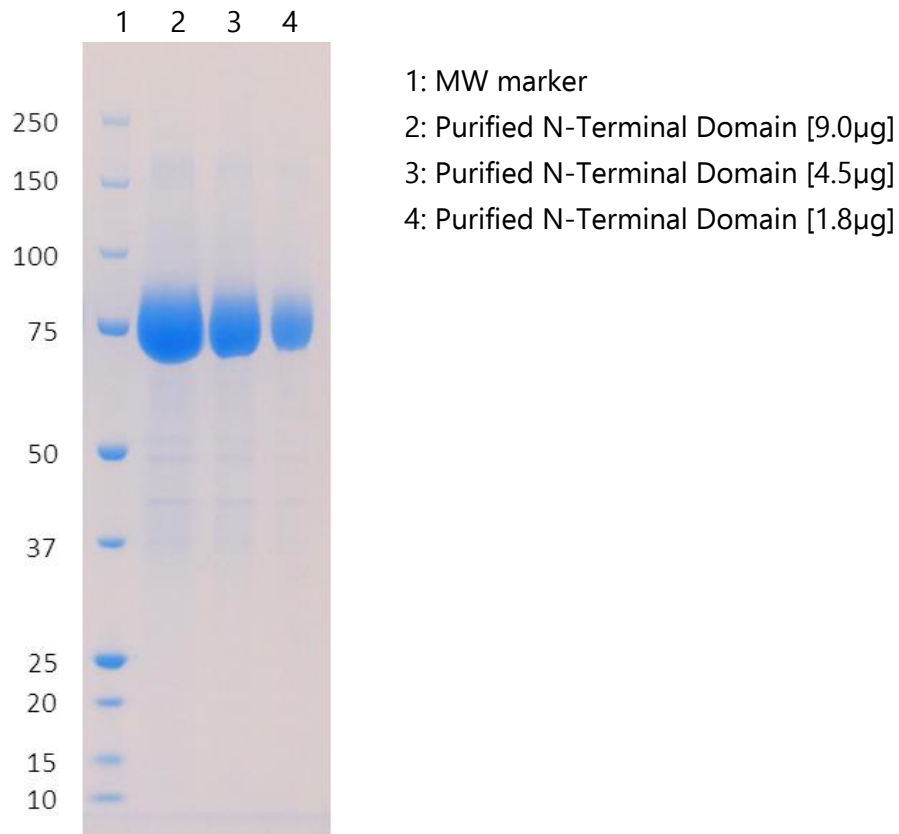 1 2 3 4
1: MW marker
2: Purified N-Terminal Domain [9.0μg]
3: Purified N-Terminal Domain [4.5μg]
4: Purified N-Terminal Domain [1.8μg]
250
150
100
75
50
37
25
20
15
10